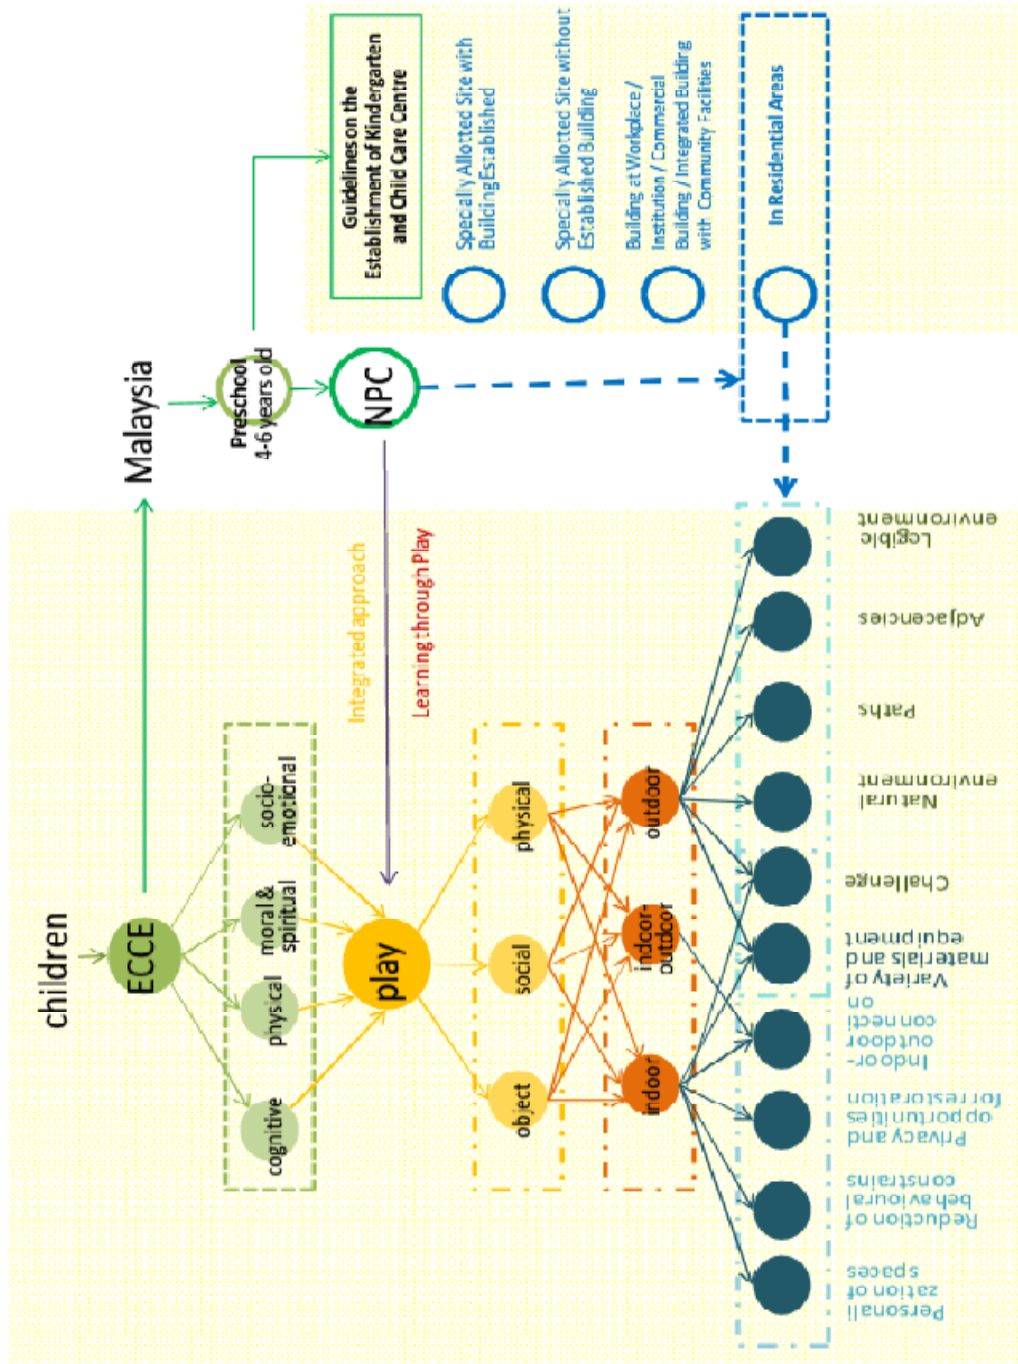 children
ECCE
Malaysia
cognitive
physical
moral &
spiritual
socio-
emotional
Preschool
4-6 years old
NPC
Guidelines on the
Establishment of Kindergarten
and Child Care Centre
Integrated approach
Learning through Play
play
object
social
physical
indoor
indoor-
outdoor
outdoor
Specially Allotted Site with
Building Established
Specially Allotted Site without
Established Building
Building at Workplace /
Institution / Commercial
Building / Integrated Building
with Community Facilities
In Residential Areas
Personali
zation of
spaces
Reduction of
behavioural
constrains
Privacy and
opportunities
for restoration
Indoor-
outdoor
connecti
on
Variety of
materials and
equipment
Challenge
Natural
environment
Paths
Adjacencies
Legible
environment